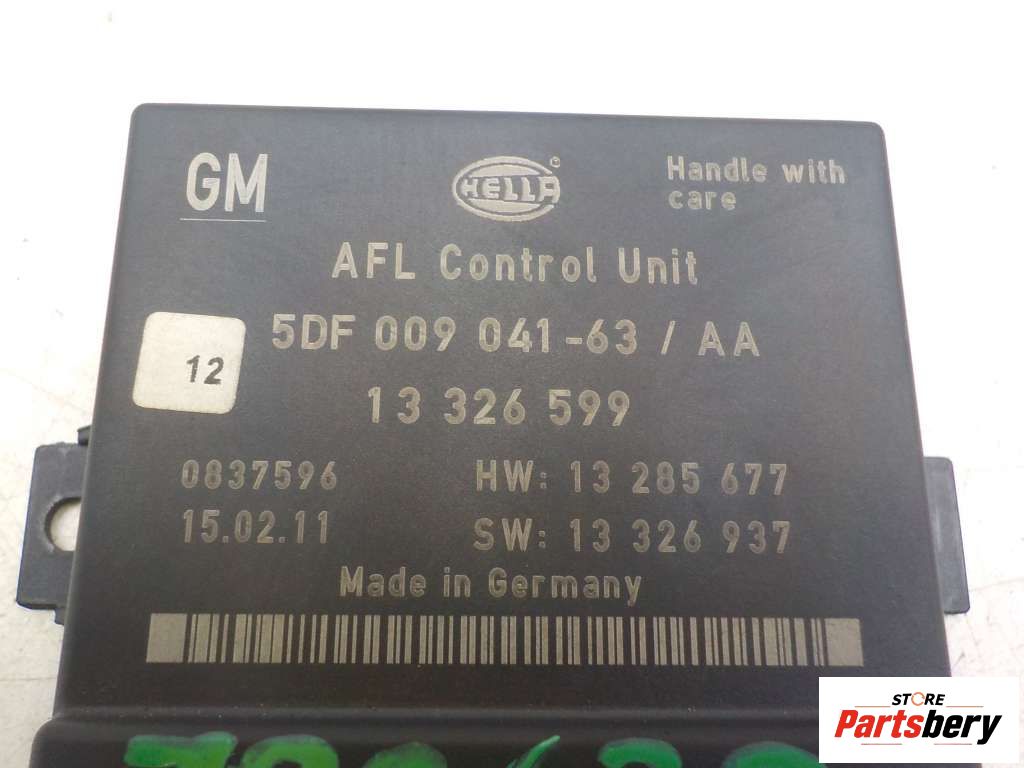 GM
HELLA
®
Handle with
care
AFL Control Unit
5DF 009 041-63 / AA
12
13 326 599
0837596
HW: 13 285 677
15.02.11
SW: 13 326 937
Made in Germany
STORE
Partsbery